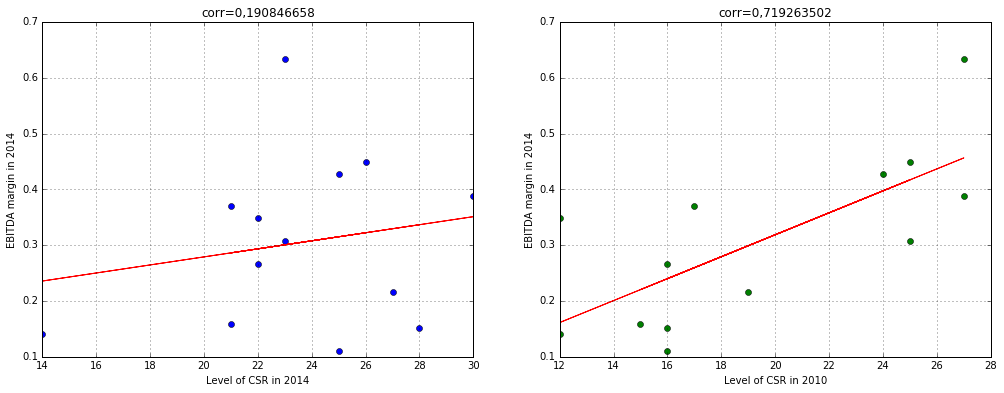 corr=0,190846658
0.7
0.6
0.5
0.4
0.3
0.2
0.1
EBITDA margin in 2014
14 16 18 20 22 24 26 28 30
Level of CSR in 2014
corr=0,719263502
0.7
0.6
0.5
0.4
0.3
0.2
0.1
EBITDA margin in 2014
12 14 16 18 20 22 24 26 28
Level of CSR in 2010